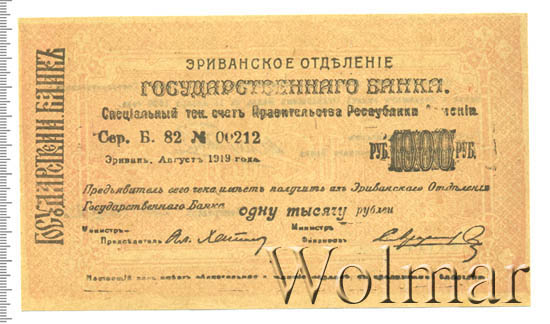 ГОСУДАРСТВЕН. БАНКЪ
ЭРИВАНСКОЕ ОТДѢЛЕНІЕ
ГОСУДАРСТВЕННАГО БАНКА.
Спеціальный тек. счетъ Правительства Республики
Сер. Б. 82 № 00212
РУБ. 1000 РУБ.
Эривань, Августъ 1919 года.
Предъявитель сего чека имѣетъ получить изъ Эриванскаго Отдѣленія
Государственнаго Банка одну тысячу рублей
Министръ-
Предсѣдатель
Министръ
Финансовъ
Wolmar